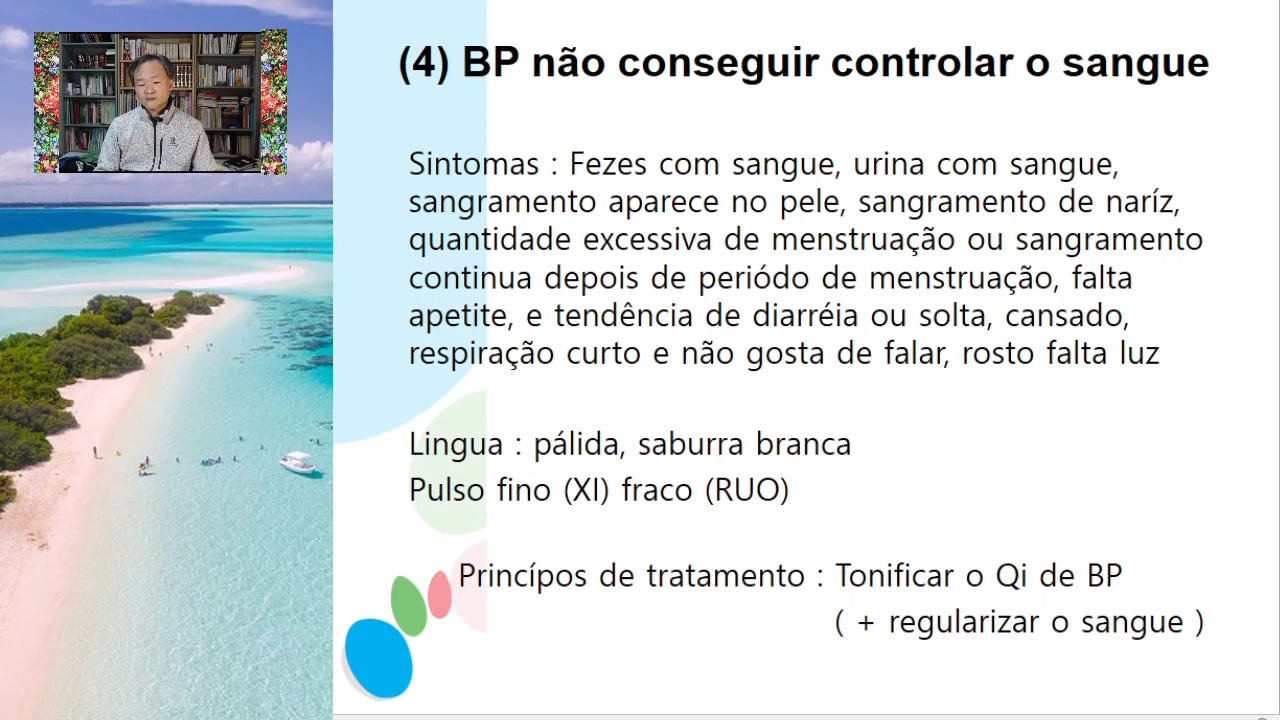 (4) BP não conseguir controlar o sangue
Sintomas : Fezes com sangue, urina com sangue,
sangramento aparece no pele, sangramento de naríz,
quantidade excessiva de menstruação ou sangramento
continua depois de periódo de menstruação, falta
apetite, e tendência de diarréia ou solta, cansado,
respiração curto e não gosta de falar, rosto falta luz
Lingua : pálida, saburra branca
Pulso fino (XI) fraco (RUO)
Princípos de tratamento : Tonificar o Qi de BP
( + regularizar o sangue )